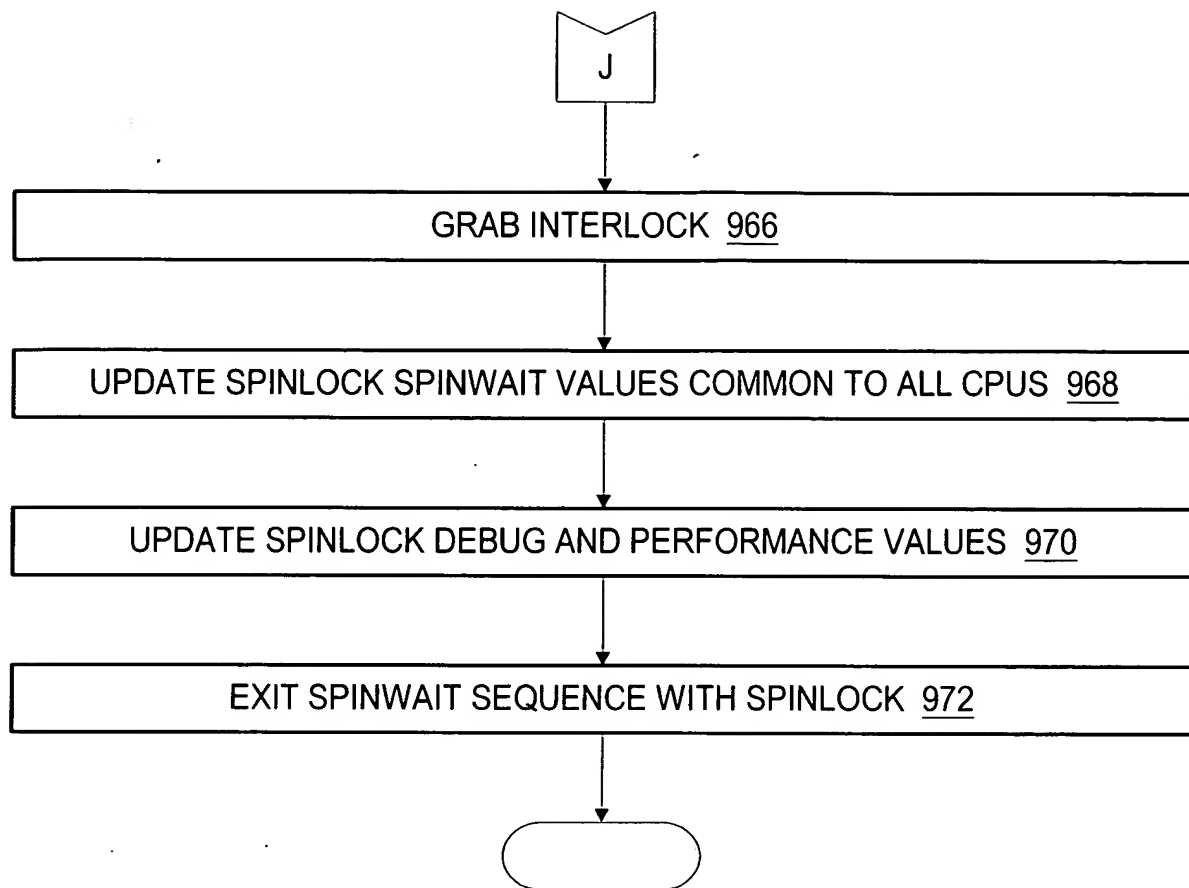 J
GRAB INTERLOCK 966
UPDATE SPINLOCK SPINWAIT VALUES COMMON TO ALL CPUS 968
UPDATE SPINLOCK DEBUG AND PERFORMANCE VALUES 970
EXIT SPINWAIT SEQUENCE WITH SPINLOCK 972